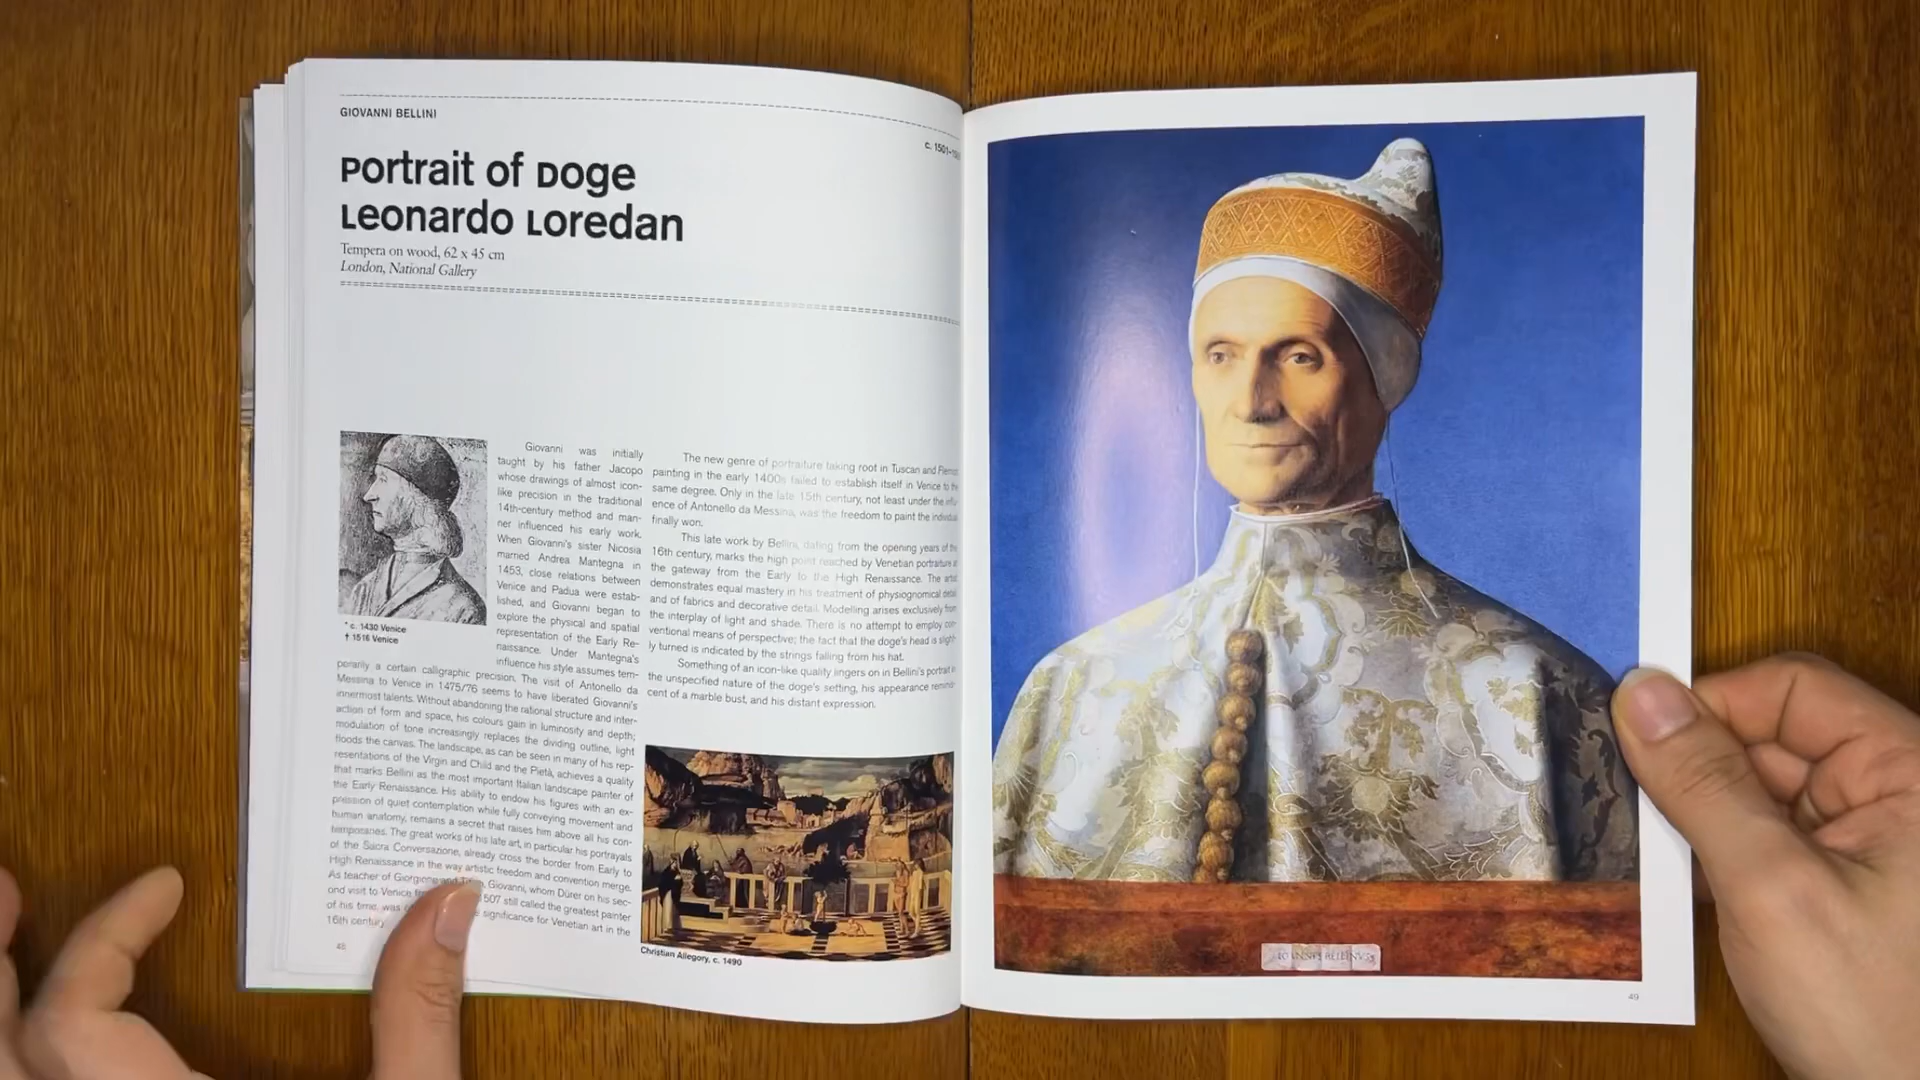 GIOVANNI BELLINI
c. 1501–
Portrait of Doge
Leonardo Loredan
Tempera on wood, 62 x 45 cm
London, National Gallery
Giovanni was initially
taught by his father Jacopo
whose drawings of almost icon-
like precision in the traditional
14th-century method and man-
ner influenced his early work.
When Giovanni's sister Nicosia
married Andrea Mantegna in
1453, close relations between
Venice and Padua were estab-
lished, and Giovanni began to
explore the physical and spatial
representation of the Early Re-
naissance. Under Mantegna's
influence his style assumes tem-
* c. 1430 Venice
† 1516 Venice
porarily a certain calligraphic precision. The visit of Antonello da
Messina to Venice in 1475/76 seems to have liberated Giovanni's
innermost talents. Without abandoning the rational structure and inter-
action of form and space, his colours gain in luminosity and depth;
modulation of tone increasingly replaces the dividing outline, light
floods the canvas. The landscape, as can be seen in many of his rep-
resentations of the Virgin and Child and the Pietà, achieves a quality
that marks Bellini as the most important Italian landscape painter of
the Early Renaissance. His ability to endow his figures with an ex-
pression of quiet contemplation while fully conveying movement and
human anatomy, remains a secret that raises him above all his con-
temporaries. The great works of his late art, in particular his portrayals
of the Sacra Conversazione, already cross the border from Early to
High Renaissance in the way artistic freedom and convention merge.
As teacher of Giorgione and Giovanni, whom Dürer on his sec-
ond visit to Venice 1507 still called the greatest painter
of his time, was significance for Venetian art in the
16th century
The new genre of portraiture taking root in Tuscan and
painting in the early 1400s failed to establish itself in Venice to the
same degree. Only in the late 15th century, not least under the influ-
ence of Antonello da Messina, was the freedom to paint the individual
finally won.
This late work by Bellini, dating from the opening years of the
16th century, marks the high point reached by Venetian portraiture at
the gateway from the Early to the High Renaissance. The artist
demonstrates equal mastery in his treatment of physiognomical detail
and of fabrics and decorative detail. Modelling arises exclusively from
the interplay of light and shade. There is no attempt to employ con-
ventional means of perspective; the fact that the doge's head is slight-
ly turned is indicated by the strings falling from his hat.
Something of an icon-like quality lingers on in Bellini's portrait in
the unspecified nature of the doge's setting, his appearance reminis-
cent of a marble bust, and his distant expression.
Christian Allegory, c. 1490
48
IOANNES BELLINVS
49